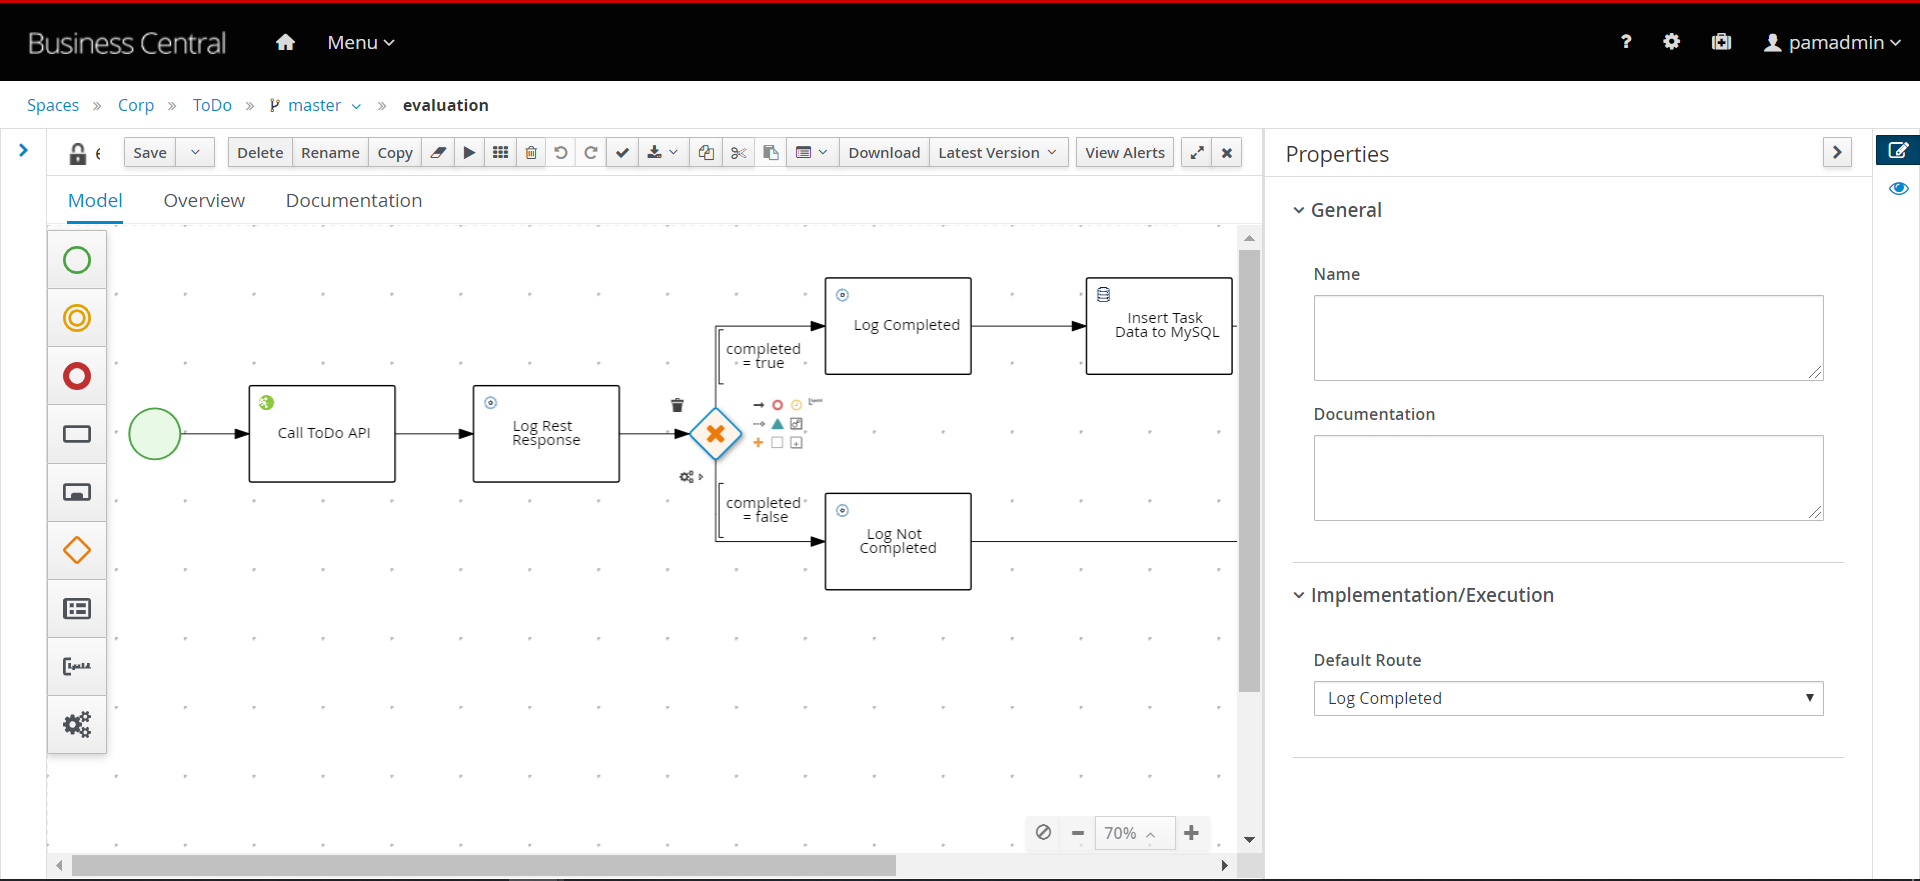 Business Central
Menu
?
pamadmin
Spaces » Corp » ToDo » master » evaluation
Save
Delete
Rename
Copy
Download
Latest Version
View Alerts
Properties
Model
Overview
Documentation
General
Name
Log Completed
Insert Task
Data to MySQL
completed
= true
Call ToDo API
Log Rest
Response
Documentation
completed
= false
Log Not
Completed
Implementation/Execution
Default Route
Log Completed
70%